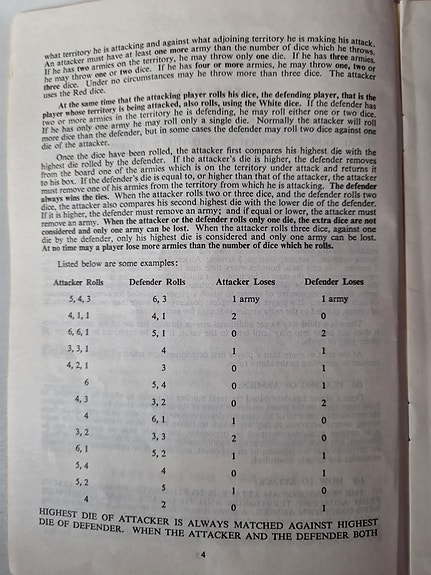 what territory he is attacking and against what adjoining territory he is making his attack.
An attacker must have at least one more army than the number of dice which he throws.
If he has two armies on the territory, he may throw only one die. If he has three armies,
he may throw one or two dice. If he has four or more armies, he may throw one, two or
three dice. Under no circumstances may he throw more than three dice. The attacker
uses the Red dice.
At the same time that the attacking player rolls his dice, the defending player, that is the
player whose territory is being attacked, also rolls, using the White dice. If the defender has
two or more armies in the territory he is defending, he may roll either one or two dice.
If he has only one army he may roll only a single die. Normally the attacker will roll
more dice than the defender, but in some cases the defender may roll two dice against one
die of the attacker.
Once the dice have been rolled, the attacker first compares his highest die with the
highest die rolled by the defender. If the attacker's die is higher, the defender removes
from the board one of the armies which is on the territory under attack and returns it
to his box. If the defender's die is equal to, or higher than that of the attacker, the attacker
must remove one of his armies from the territory from which he is attacking. The defender
always wins the ties. When the attacker rolls two or three dice, and the defender rolls two
dice, the attacker also compares his second highest die with the lower die of the defender.
If it is higher, the defender must remove an army; and if equal or lower, the attacker must
remove an army. When the attacker or the defender rolls only one die, the extra dice are not
considered and only one army can be lost. When the attacker rolls three dice, against one
die by the defender, only his highest die is considered and only one army can be lost.
At no time may a player lose more armies than the number of dice which he rolls.
Listed below are some examples:
Attacker Rolls Defender Rolls Attacker Loses Defender Loses
5, 4, 3 6, 3 1 army 1 army
4, 1, 1 4, 1 2 0
6, 6, 1 5, 1 0 2
3, 3, 1 4 1 1
4, 2, 1 3 0 1
6 5, 4 0 1
4, 3 3, 2 0 2
4 6, 1 1 0
3, 2 3, 3 2 0
6, 1 5, 2 1 1
5, 4 4 0 1
5, 2 5 1 0
4 2 0 1
HIGHEST DIE OF ATTACKER IS ALWAYS MATCHED AGAINST HIGHEST
DIE OF DEFENDER. WHEN THE ATTACKER AND THE DEFENDER BOTH
4